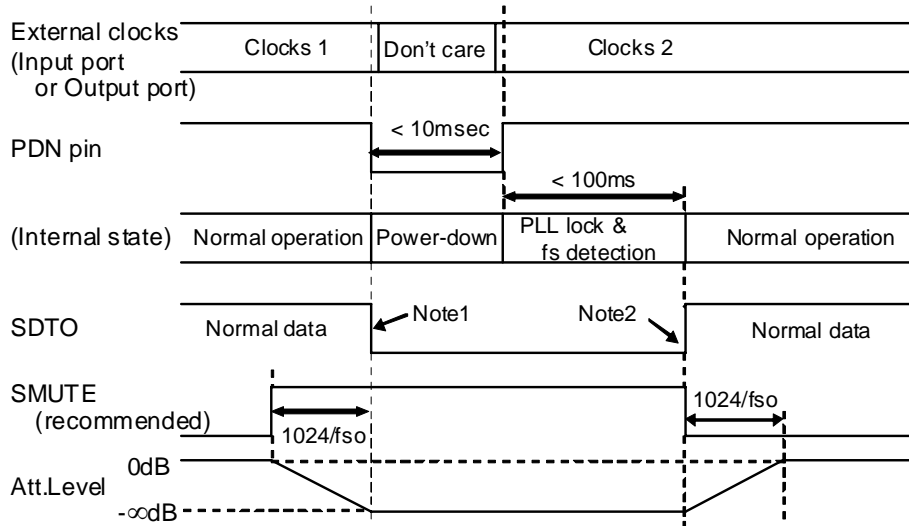 External clocks
(Input port
or Output port)
Clocks 1
Don't care
Clocks 2
PDN pin
< 10msec
< 100ms
(Internal state)
Normal operation
Power-down
PLL lock &
fs detection
Normal operation
SDTO
Normal data
Note1
Note2
Normal data
SMUTE
(recommended)
1024/fso
1024/fso
Att.Level
0dB
-∞dB